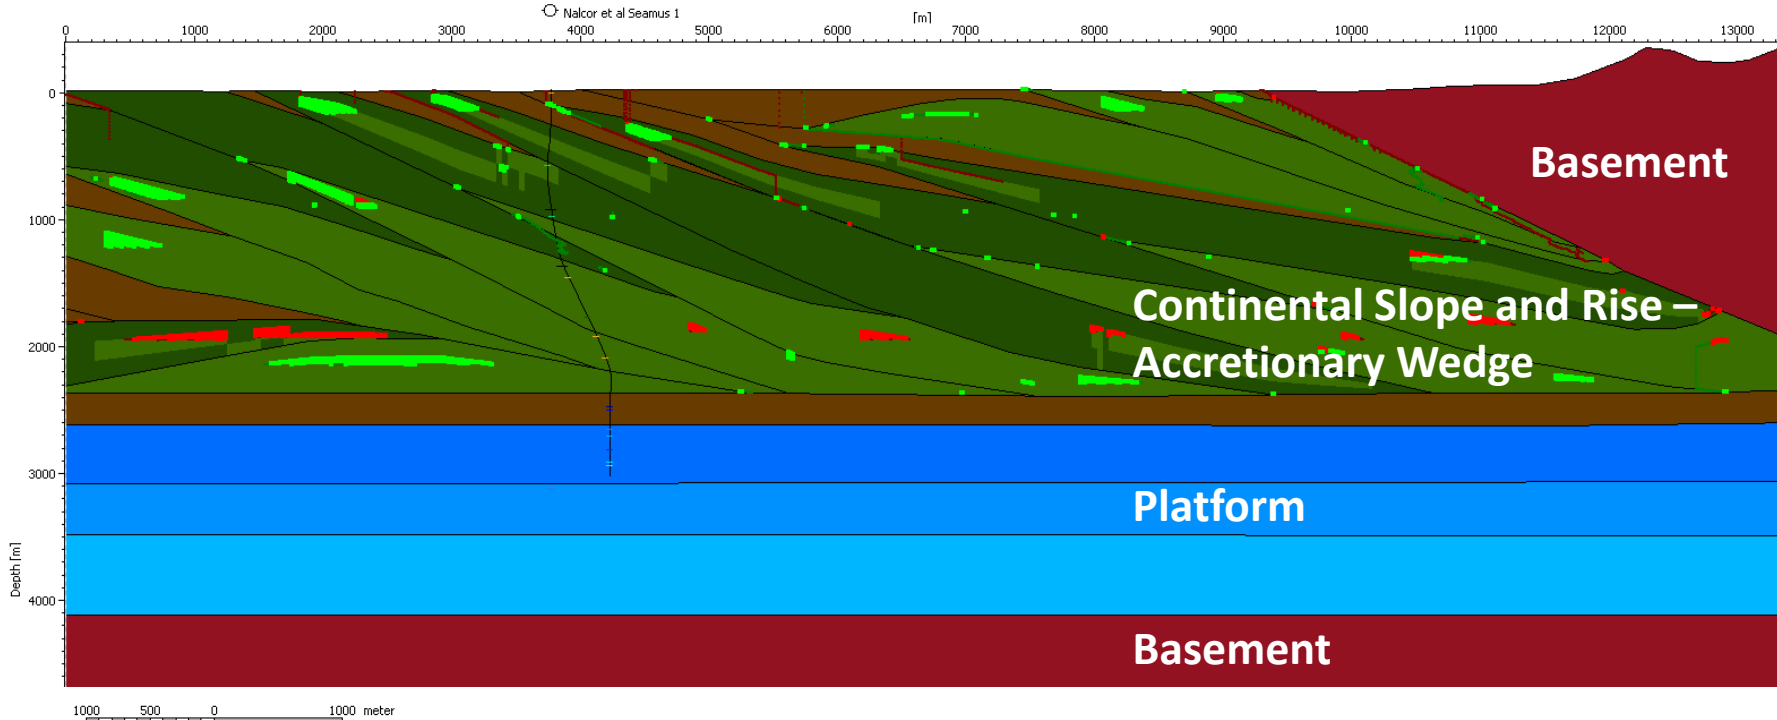 Nalcor et al Seamus 1
[m]
0 1000 2000 3000 4000 5000 6000 7000 8000 9000 10000 11000 12000 13000
0
1000
2000
3000
4000
Depth [m]
Basement
Continental Slope and Rise –
Accretionary Wedge
Platform
Basement
1000 500 0 1000 meter